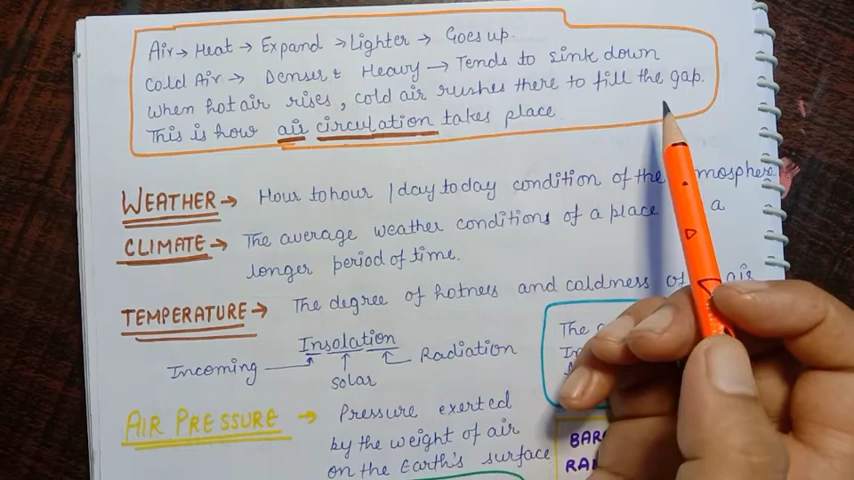 Air → Heat → Expand → Lighter → Goes up.
Cold Air → Denser & Heavy → Tends to sink down
When hot air rises, cold air rushes there to fill the gap.
This is how air circulation takes place
WEATHER → Hour to hour / day to day condition of the
CLIMATE → The average weather conditions of a place a
longer period of time.
TEMPERATURE → The degree of hotness and coldness of air
Insolation
Incoming
solar
Radiation
The
AIR PRESSURE → Pressure exerted
by the weight of air
on the Earth's surface